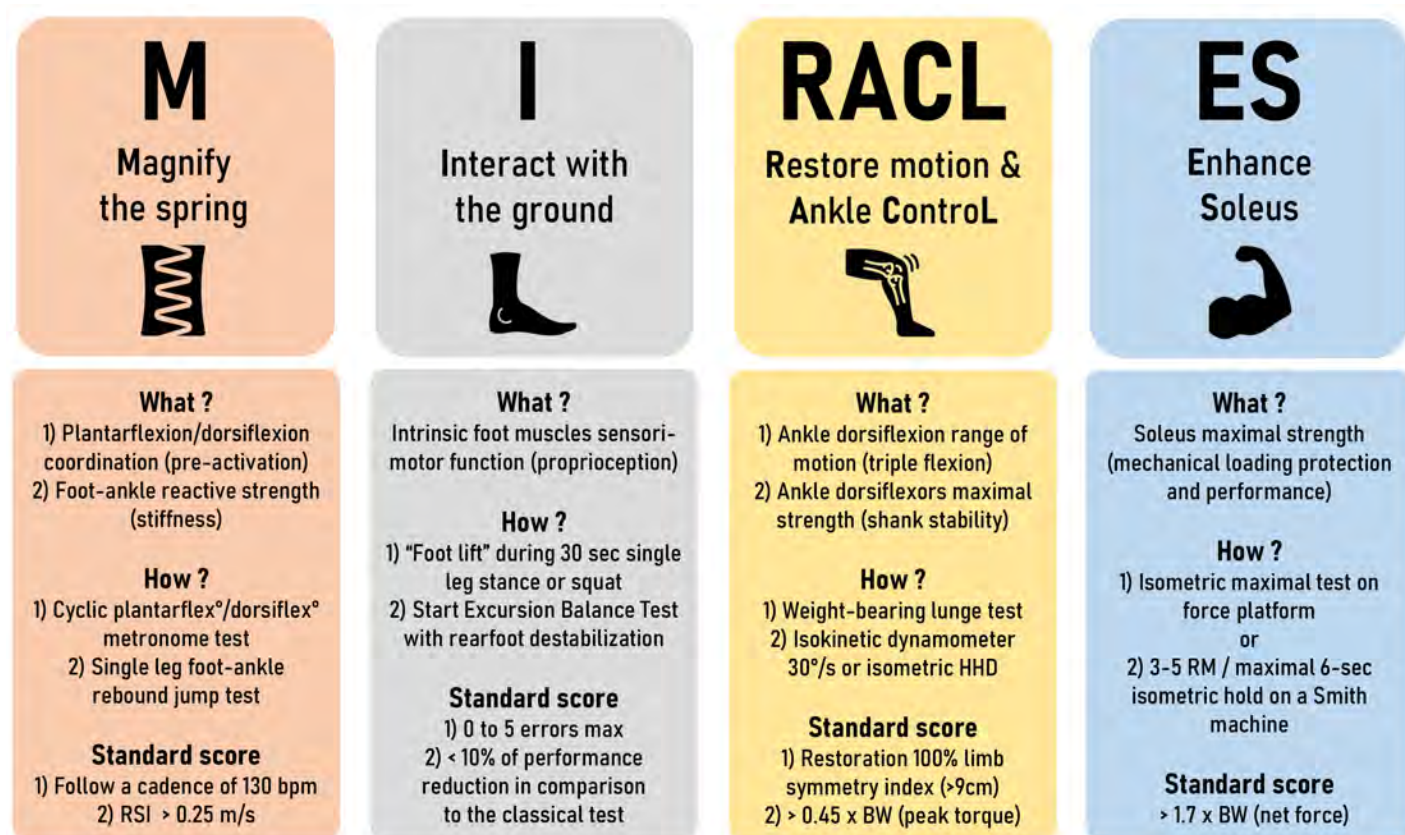 M
Magnify
the spring
What ?
1) Plantarflexion/dorsiflexion
coordination (pre-activation)
2) Foot-ankle reactive strength
(stiffness)
How ?
1) Cyclic plantarflex°/dorsiflex°
metronome test
2) Single leg foot-ankle
rebound jump test
Standard score
1) Follow a cadence of 130 bpm
2) RSI > 0.25 m/s
I
Interact with
the ground
What ?
Intrinsic foot muscles sensori-
motor function (proprioception)
How ?
1) "Foot lift" during 30 sec single
leg stance or squat
2) Start Excursion Balance Test
with rearfoot destabilization
Standard score
1) 0 to 5 errors max
2) < 10% of performance
reduction in comparison
to the classical test
RACL
Restore motion &
Ankle ControL
What ?
1) Ankle dorsiflexion range of
motion (triple flexion)
2) Ankle dorsiflexors maximal
strength (shank stability)
How ?
1) Weight-bearing lunge test
2) Isokinetic dynamometer
30°/s or isometric HHD
Standard score
1) Restoration 100% limb
symmetry index (>9cm)
2) > 0.45 x BW (peak torque)
ES
Enhance
Soleus
What ?
Soleus maximal strength
(mechanical loading protection
and performance)
How ?
1) Isometric maximal test on
force platform
or
2) 3-5 RM / maximal 6-sec
isometric hold on a Smith
machine
Standard score
> 1.7 x BW (net force)